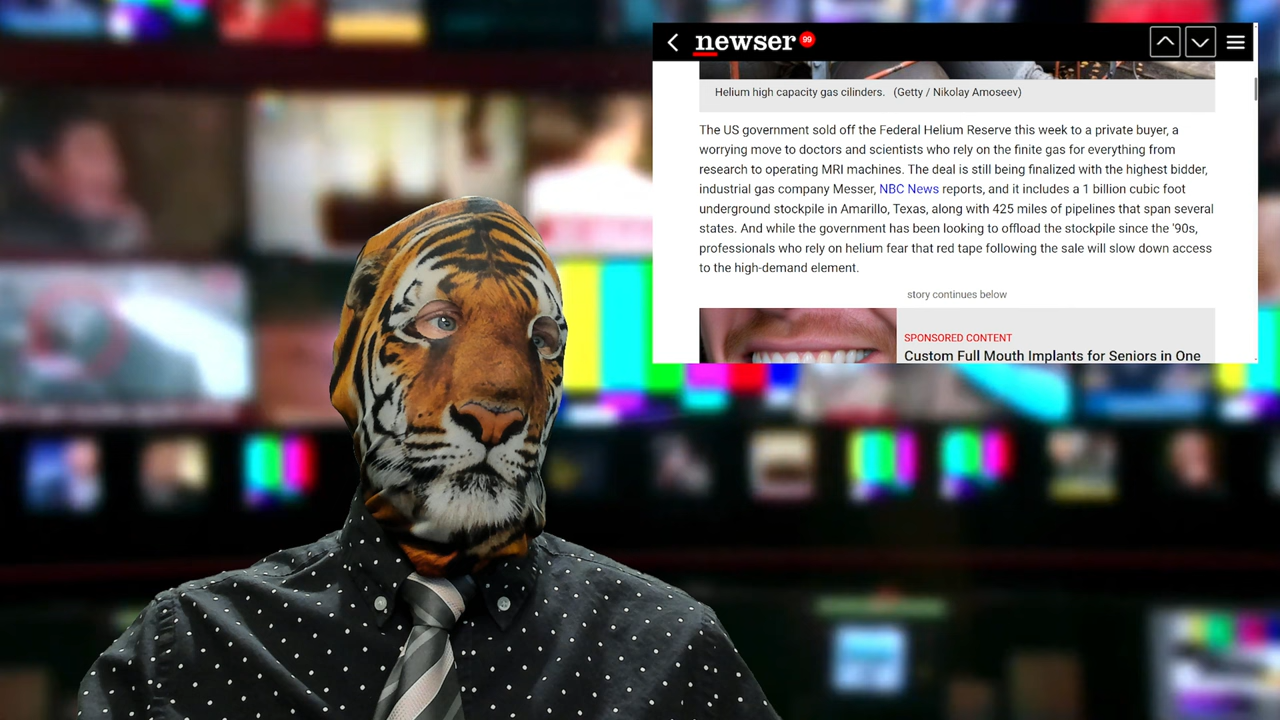 newser 99
Helium high capacity gas cilinders. (Getty / Nikolay Amoseev)
The US government sold off the Federal Helium Reserve this week to a private buyer, a
worrying move to doctors and scientists who rely on the finite gas for everything from
research to operating MRI machines. The deal is still being finalized with the highest bidder,
industrial gas company Messer, NBC News reports, and it includes a 1 billion cubic foot
underground stockpile in Amarillo, Texas, along with 425 miles of pipelines that span several
states. And while the government has been looking to offload the stockpile since the '90s,
professionals who rely on helium fear that red tape following the sale will slow down access
to the high-demand element.
story continues below
SPONSORED CONTENT
Custom Full Mouth Implants for Seniors in One